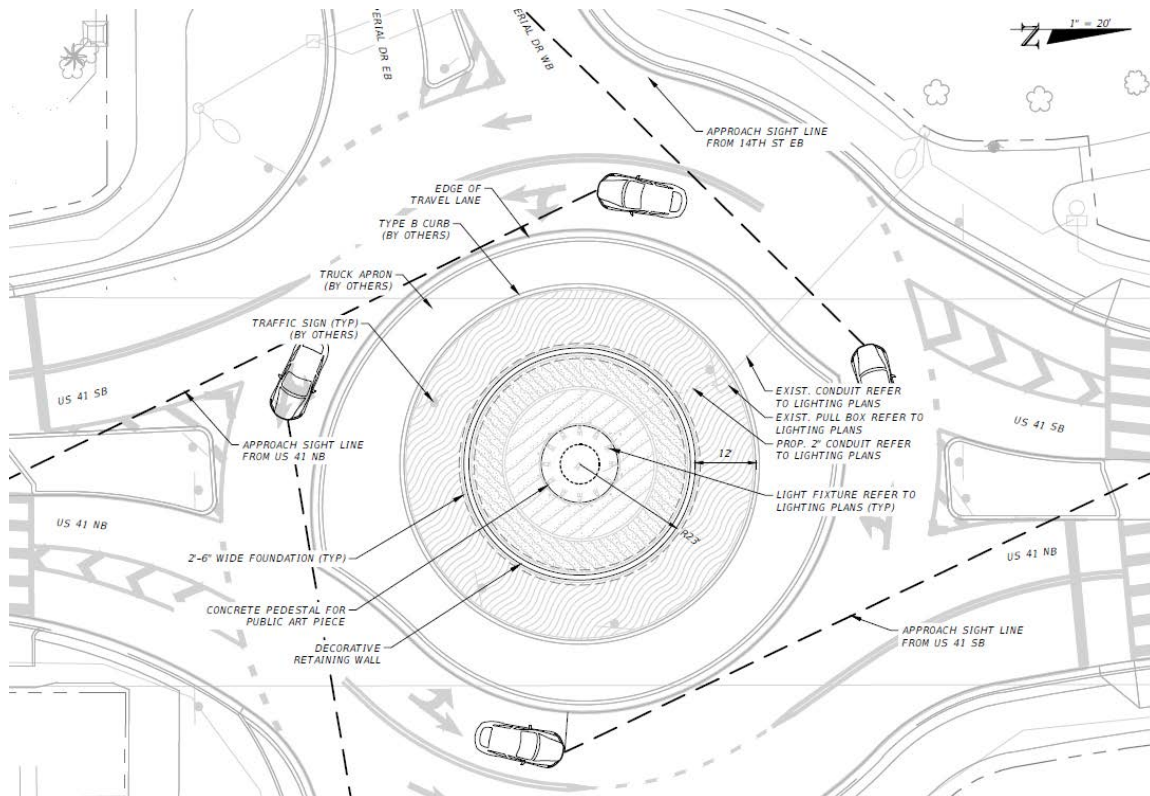 1" = 20'
N
ERIAL DR EB
ERIAL DR WB
APPROACH SIGHT LINE
FROM 14TH ST EB
EDGE OF
TRAVEL LANE
TYPE B CURB
(BY OTHERS)
TRUCK APRON
(BY OTHERS)
TRAFFIC SIGN (TYP)
(BY OTHERS)
US 41 SB
APPROACH SIGHT LINE
FROM US 41 NB
EXIST. CONDUIT REFER
TO LIGHTING PLANS
EXIST. PULL BOX REFER TO
LIGHTING PLANS
PROP. 2" CONDUIT REFER
TO LIGHTING PLANS
US 41 SB
12'
LIGHT FIXTURE REFER TO
LIGHTING PLANS (TYP)
R23'
US 41 NB
US 41 NB
2'-6" WIDE FOUNDATION (TYP)
CONCRETE PEDESTAL FOR
PUBLIC ART PIECE
DECORATIVE
RETAINING WALL
APPROACH SIGHT LINE
FROM US 41 SB